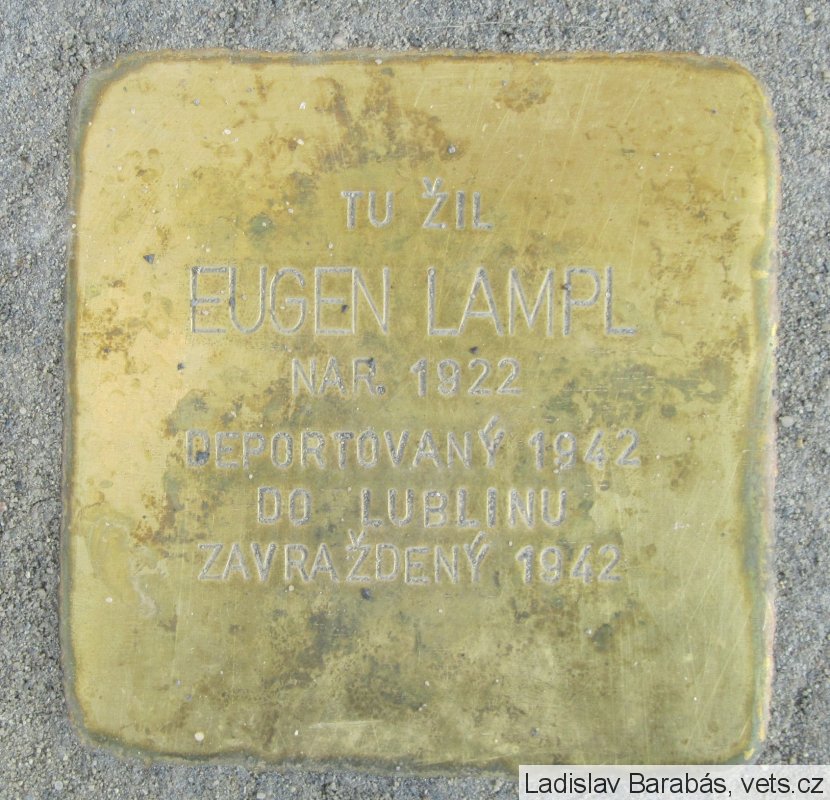 TU ŽIL
EUGEN LAMPL
NAR. 1922
DEPORTOVANÝ 1942
DO LUBLINU
ZAVRAŽDENÝ 1942
Ladislav Barabás, vets.cz